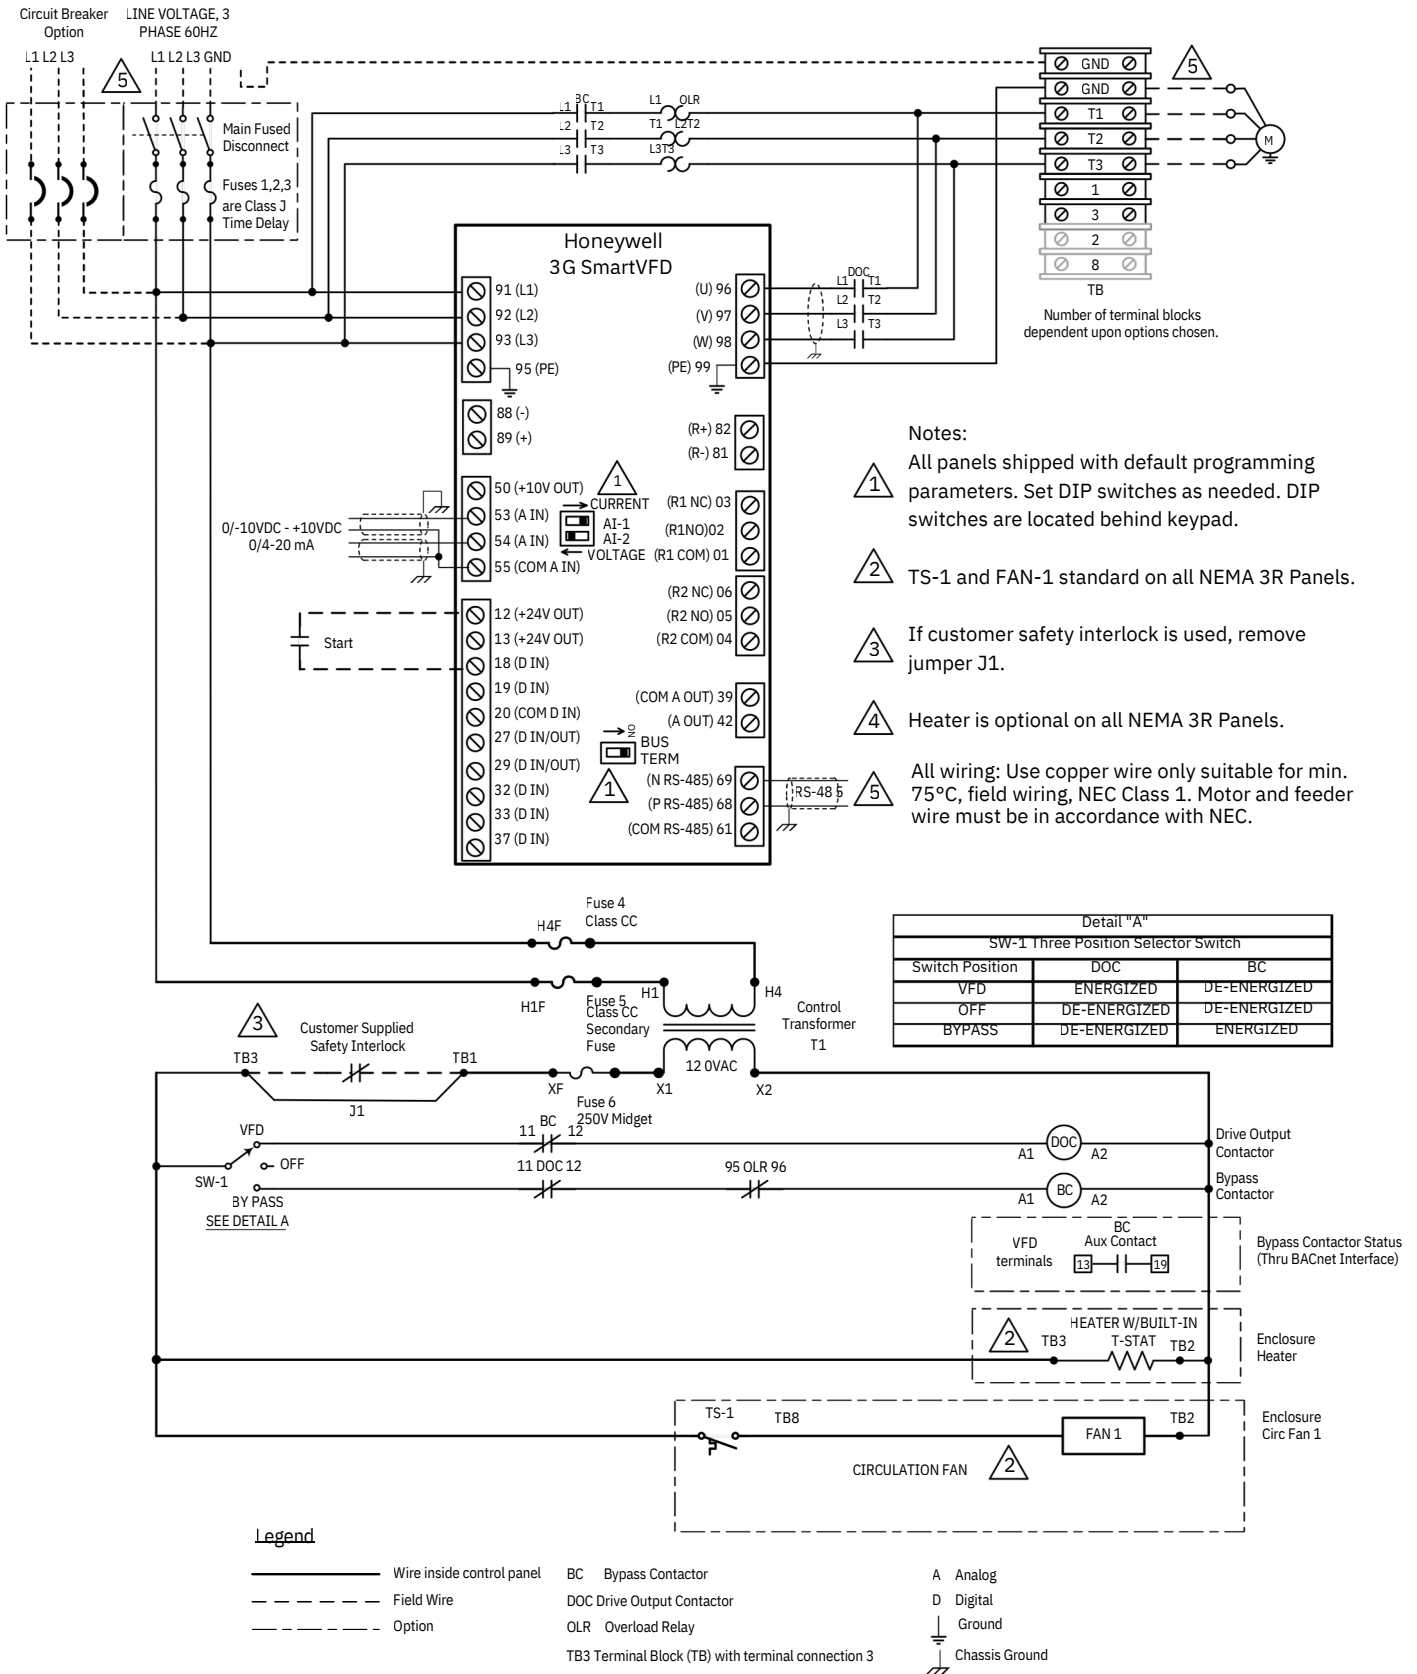 Circuit Breaker
Option
L1 L2 L3
LINE VOLTAGE, 3
PHASE 60HZ
L1 L2 L3 GND
5
Main Fused
Disconnect
Fuses 1,2,3
are Class J
Time Delay
BC
L1 T1
L2 T2
L3 T3
L1 OLR
T1 L2T2
L3T3
GND
GND
T1
T2
T3
1
3
2
8
TB
5
M
Number of terminal blocks
dependent upon options chosen.
Honeywell
3G SmartVFD
91 (L1)
92 (L2)
93 (L3)
95 (PE)
88 (-)
89 (+)
50 (+10V OUT)
53 (A IN)
54 (A IN)
55 (COM A IN)
12 (+24V OUT)
13 (+24V OUT)
18 (D IN)
19 (D IN)
20 (COM D IN)
27 (D IN/OUT)
29 (D IN/OUT)
32 (D IN)
33 (D IN)
37 (D IN)
1
CURRENT
AI-1
AI-2
VOLTAGE
NO
BUS
TERM
1
(U) 96
(V) 97
(W) 98
(PE) 99
(R+) 82
(R-) 81
(R1 NC) 03
(R1NO)02
(R1 COM) 01
(R2 NC) 06
(R2 NO) 05
(R2 COM) 04
(COM A OUT) 39
(A OUT) 42
(N RS-485) 69
(P RS-485) 68
(COM RS-485) 61
RS-48 5
DOC
L1 T1
L2 T2
L3 T3
0/-10VDC - +10VDC
0/4-20 mA
Start
Notes:
1
All panels shipped with default programming
parameters. Set DIP switches as needed. DIP
switches are located behind keypad.
2
TS-1 and FAN-1 standard on all NEMA 3R Panels.
3
If customer safety interlock is used, remove
jumper J1.
4
Heater is optional on all NEMA 3R Panels.
5
All wiring: Use copper wire only suitable for min.
75°C, field wiring, NEC Class 1. Motor and feeder
wire must be in accordance with NEC.
Detail "A"
SW-1 Three Position Selector Switch
Switch Position DOC BC
VFD ENERGIZED DE-ENERGIZED
OFF DE-ENERGIZED DE-ENERGIZED
BYPASS DE-ENERGIZED ENERGIZED
H4F
Fuse 4
Class CC
H1F
Fuse 5
Class CC
Secondary
Fuse
H1
H4
Control
Transformer
T1
12 0VAC
X1
X2
XF
Fuse 6
250V Midget
3
Customer Supplied
Safety Interlock
TB3
TB1
J1
VFD
OFF
SW-1
BY PASS
SEE DETAIL A
11 BC 12
11 DOC 12
95 OLR 96
A1 DOC A2
Drive Output
Contactor
A1 BC A2
Bypass
Contactor
VFD
terminals
BC
Aux Contact
13 19
Bypass Contactor Status
(Thru BACnet Interface)
2
HEATER W/BUILT-IN
TB3 T-STAT TB2
Enclosure
Heater
TS-1
TB8
FAN 1
TB2
Enclosure
Circ Fan 1
CIRCULATION FAN
2
Legend
Wire inside control panel
Field Wire
Option
BC Bypass Contactor
DOC Drive Output Contactor
OLR Overload Relay
TB3 Terminal Block (TB) with terminal connection 3
A Analog
D Digital
Ground
Chassis Ground